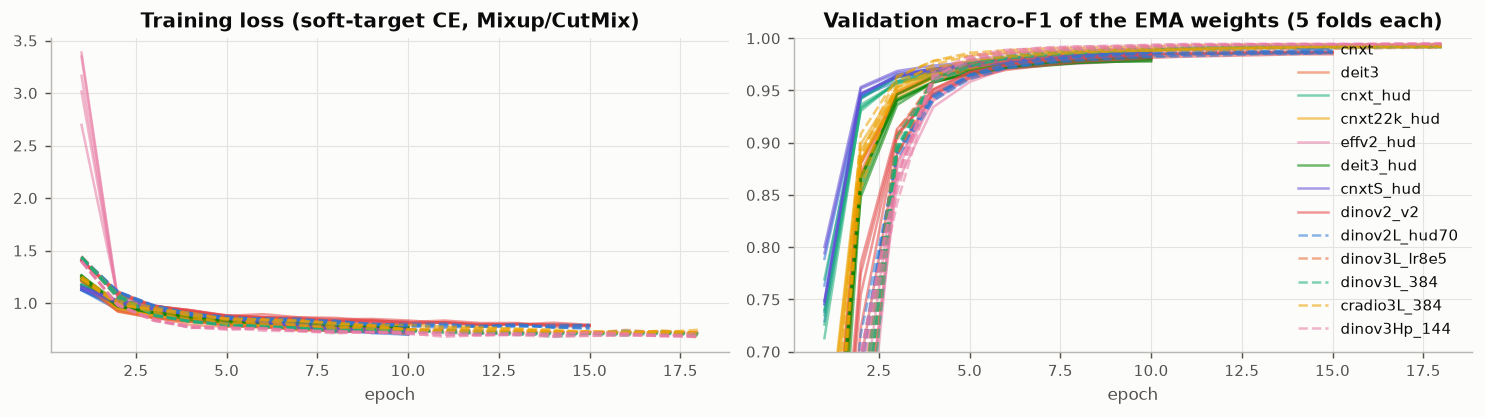 Training loss (soft-target CE, Mixup/CutMix)
3.5
3.0
2.5
2.0
1.5
1.0
2.5 5.0 7.5 10.0 12.5 15.0 17.5
epoch
Validation macro-F1 of the EMA weights (5 folds each)
1.00
0.95
0.90
0.85
0.80
0.75
0.70
2.5 5.0 7.5 10.0 12.5 15.0 17.5
epoch
cnxt
deit3
cnxt_hud
cnxt22k_hud
effv2_hud
deit3_hud
cnxtS_hud
dinov2_v2
dinov2L_hud70
dinov3L_lr8e5
dinov3L_384
cradio3L_384
dinov3Hp_144